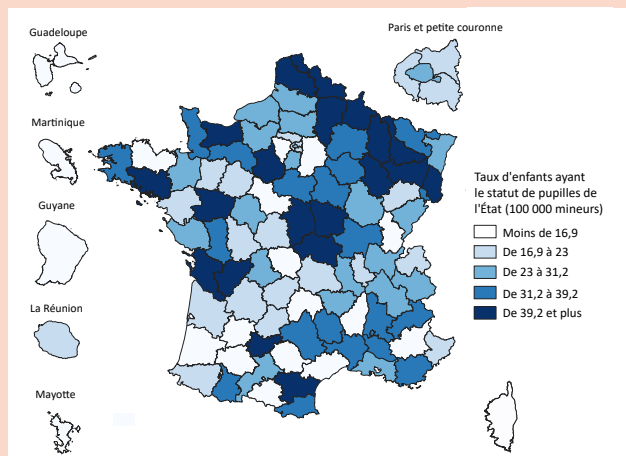 Guadeloupe
Martinique
Guyane
La Réunion
Mayotte
Paris et petite couronne
Taux d'enfants ayant
le statut de pupilles de
l'État (100 000 mineurs)
Moins de 16,9
De 16,9 à 23
De 23 à 31,2
De 31,2 à 39,2
De 39,2 et plus